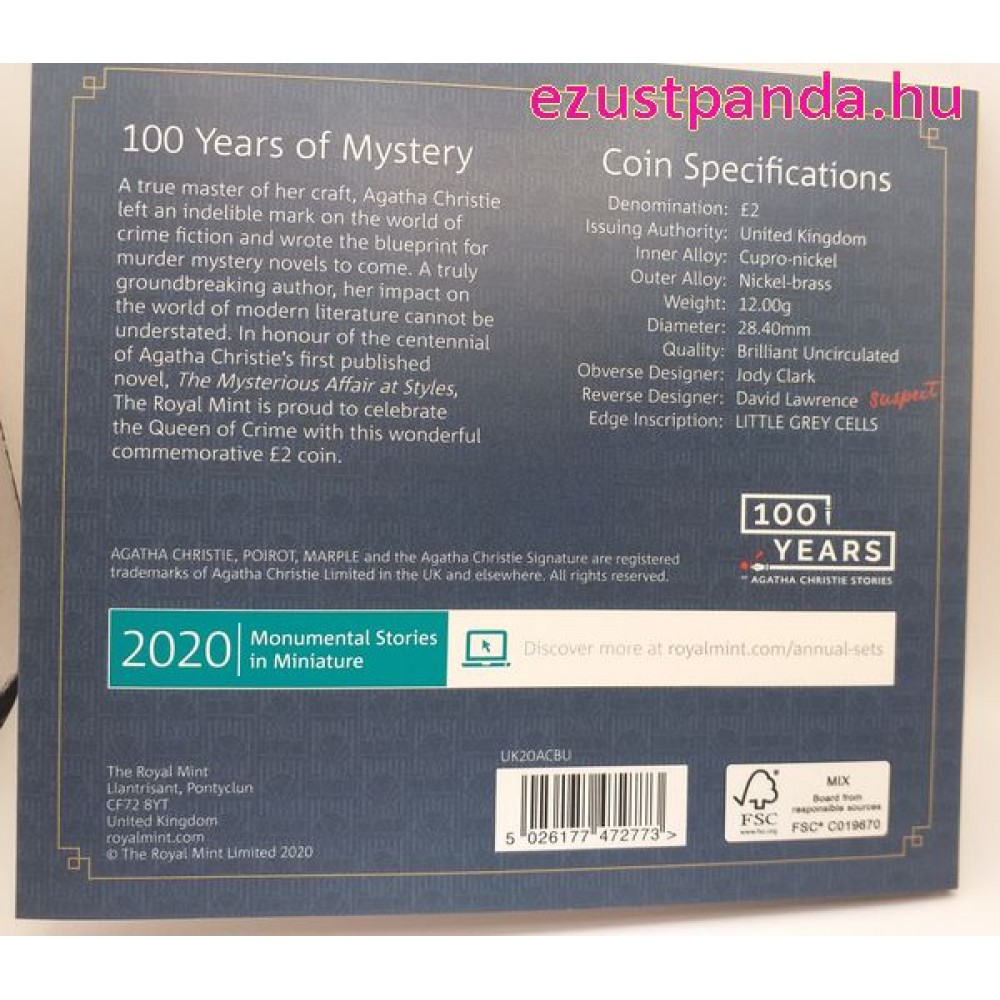 ezustpanda.hu
100 Years of Mystery
A true master of her craft, Agatha Christie
left an indelible mark on the world of
crime fiction and wrote the blueprint for
murder mystery novels to come. A truly
groundbreaking author, her impact on
the world of modern literature cannot be
understated. In honour of the centennial
of Agatha Christie's first published
novel, The Mysterious Affair at Styles,
The Royal Mint is proud to celebrate
the Queen of Crime with this wonderful
commemorative £2 coin.
Coin Specifications
Denomination: £2
Issuing Authority: United Kingdom
Inner Alloy: Cupro-nickel
Outer Alloy: Nickel-brass
Weight: 12.00g
Diameter: 28.40mm
Quality: Brilliant Uncirculated
Obverse Designer: Jody Clark
Reverse Designer: David Lawrence suspect
Edge Inscription: LITTLE GREY CELLS
100
YEARS
OF AGATHA CHRISTIE STORIES
AGATHA CHRISTIE, POIROT, MARPLE and the Agatha Christie Signature are registered
trademarks of Agatha Christie Limited in the UK and elsewhere. All rights reserved.
2020
Monumental Stories
in Miniature
Discover more at royalmint.com/annual-sets
The Royal Mint
Llantrisant, Pontyclun
CF72 8YT
United Kingdom
royalmint.com
© The Royal Mint Limited 2020
UK20ACBU
5 026177 472773 >
FSC
www.fsc.org
MIX
Board from
responsible sources
FSC® C019670